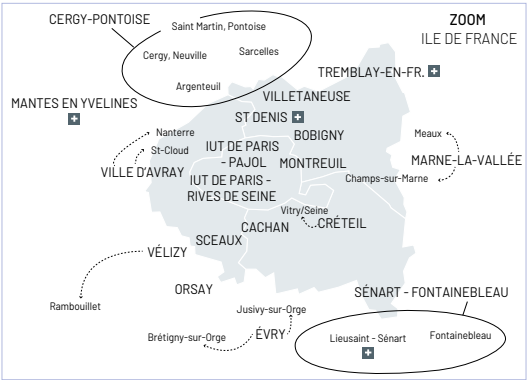 CERGY-PONTOISE
ZOOM
ILE DE FRANCE
Saint Martin, Pontoise
Cergy, Neuville
Sarcelles
Argenteuil
TREMBLAY-EN-FR.
MANTES EN YVELINES
VILLETANEUSE
ST DENIS
BOBIGNY
Nanterre
St-Cloud
VILLE D'AVRAY
IUT DE PARIS
- PAJOL
MONTREUIL
IUT DE PARIS -
RIVES DE SEINE
Meaux
MARNE-LA-VALLÉE
Champs-sur-Marne
Vitry/Seine
CRÉTEIL
CACHAN
SCEAUX
VÉLIZY
ORSAY
Rambouillet
SÉNART - FONTAINEBLEAU
Jusivy-sur-Orge
Brétigny-sur-Orge
ÉVRY
Lieusaint - Sénart
Fontainebleau